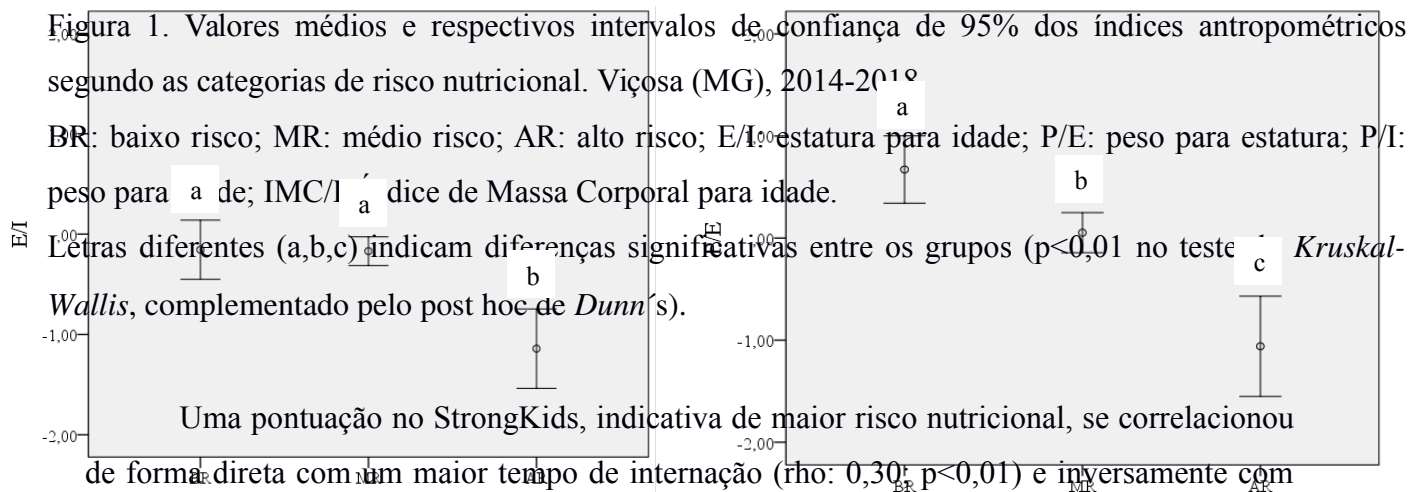 Figura 1. Valores médios e respectivos intervalos de confiança de 95% dos índices antropométricos
segundo as categorias de risco nutricional. Viçosa (MG), 2014-2018
BR: baixo risco; MR: médio risco; AR: alto risco; E/I: estatura para idade; P/E: peso para estatura; P/I:
peso para de; IMC/I dice de Massa Corporal para idade.
Letras diferentes (a,b,c) indicam diferenças significativas entre os grupos (p<0,01 no teste Kruskal-
Wallis, complementado pelo post hoc de Dunn´s).
Uma pontuação no StrongKids, indicativa de maior risco nutricional, se correlacionou
de forma direta com um maior tempo de internação (rho: 0,30; p<0,01) e inversamente com
E/I
a
a
b
-1,00
-2,00
BR
MR
AR
P/E
a
b
c
-1,00
-2,00
BR
MR
AR